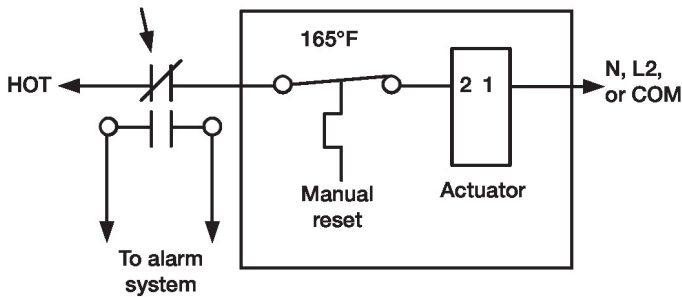 165°F
HOT
2 1
N, L2,
or COM
Manual
reset
Actuator
To alarm
system